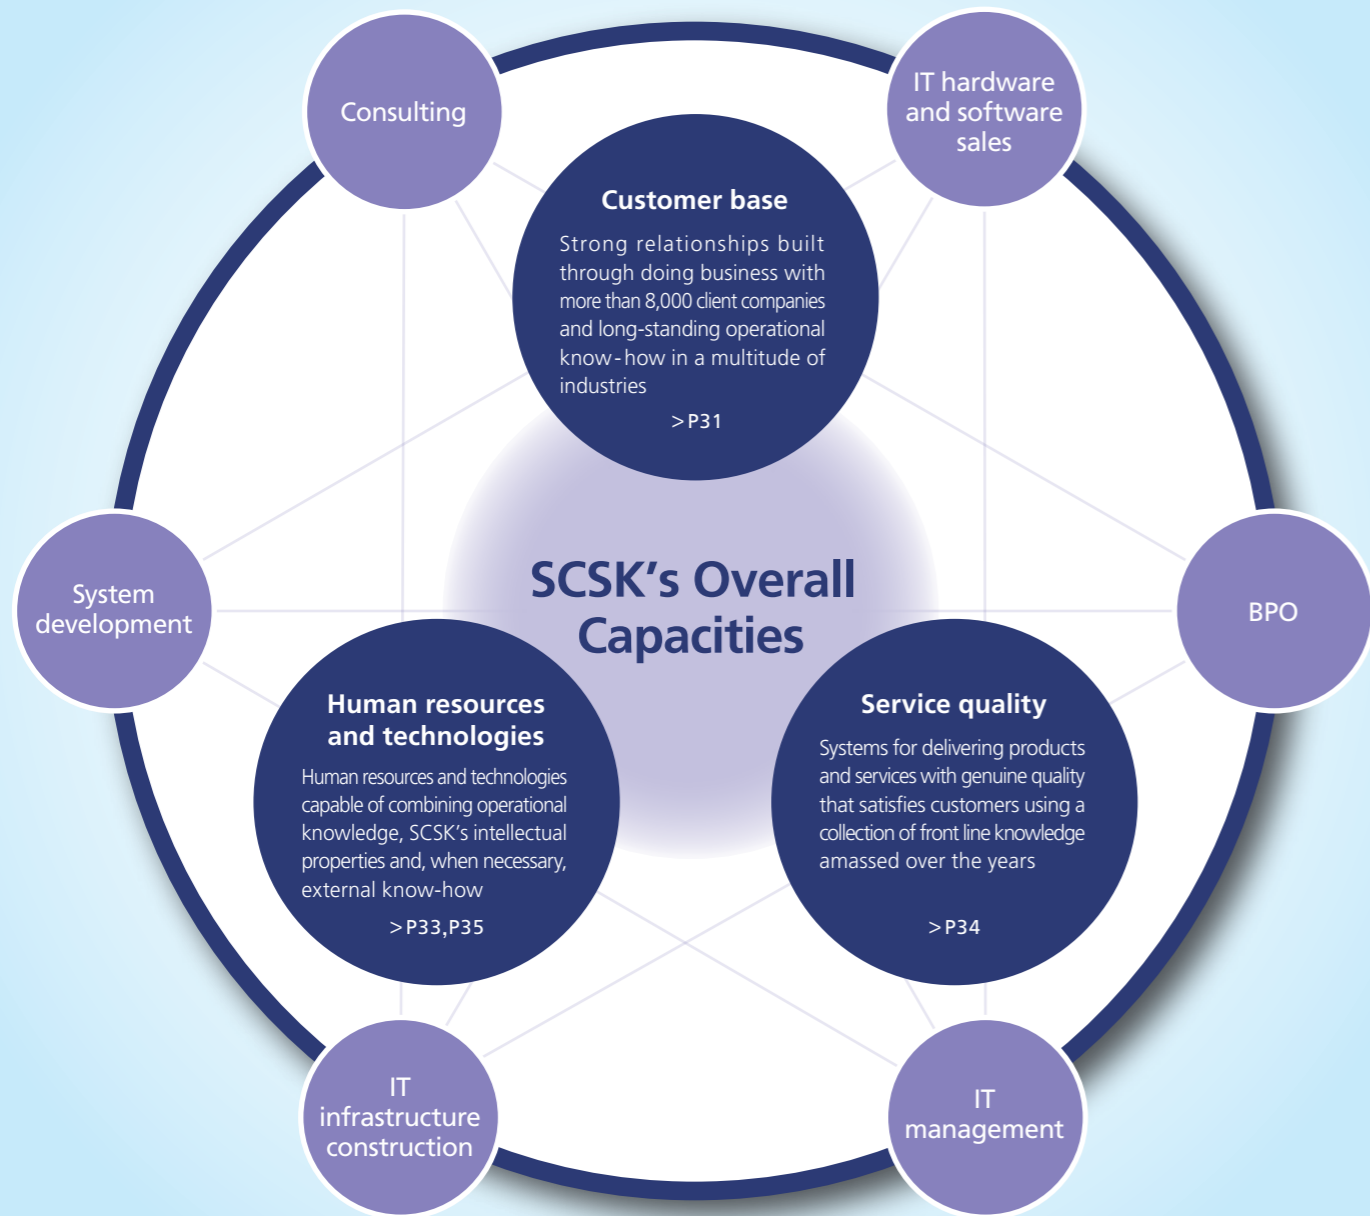 Consulting
IT hardware
and software
sales
Customer base
Strong relationships built
through doing business with
more than 8,000 client companies
and long-standing operational
know-how in a multitude of
industries
>P31
SCSK's Overall
Capacities
System
development
BPO
Human resources
and technologies
Human resources and technologies
capable of combining operational
knowledge, SCSK's intellectual
properties and, when necessary,
external know-how
>P33,P35
Service quality
Systems for delivering products
and services with genuine quality
that satisfies customers using a
collection of front line knowledge
amassed over the years
>P34
IT
infrastructure
construction
IT
management